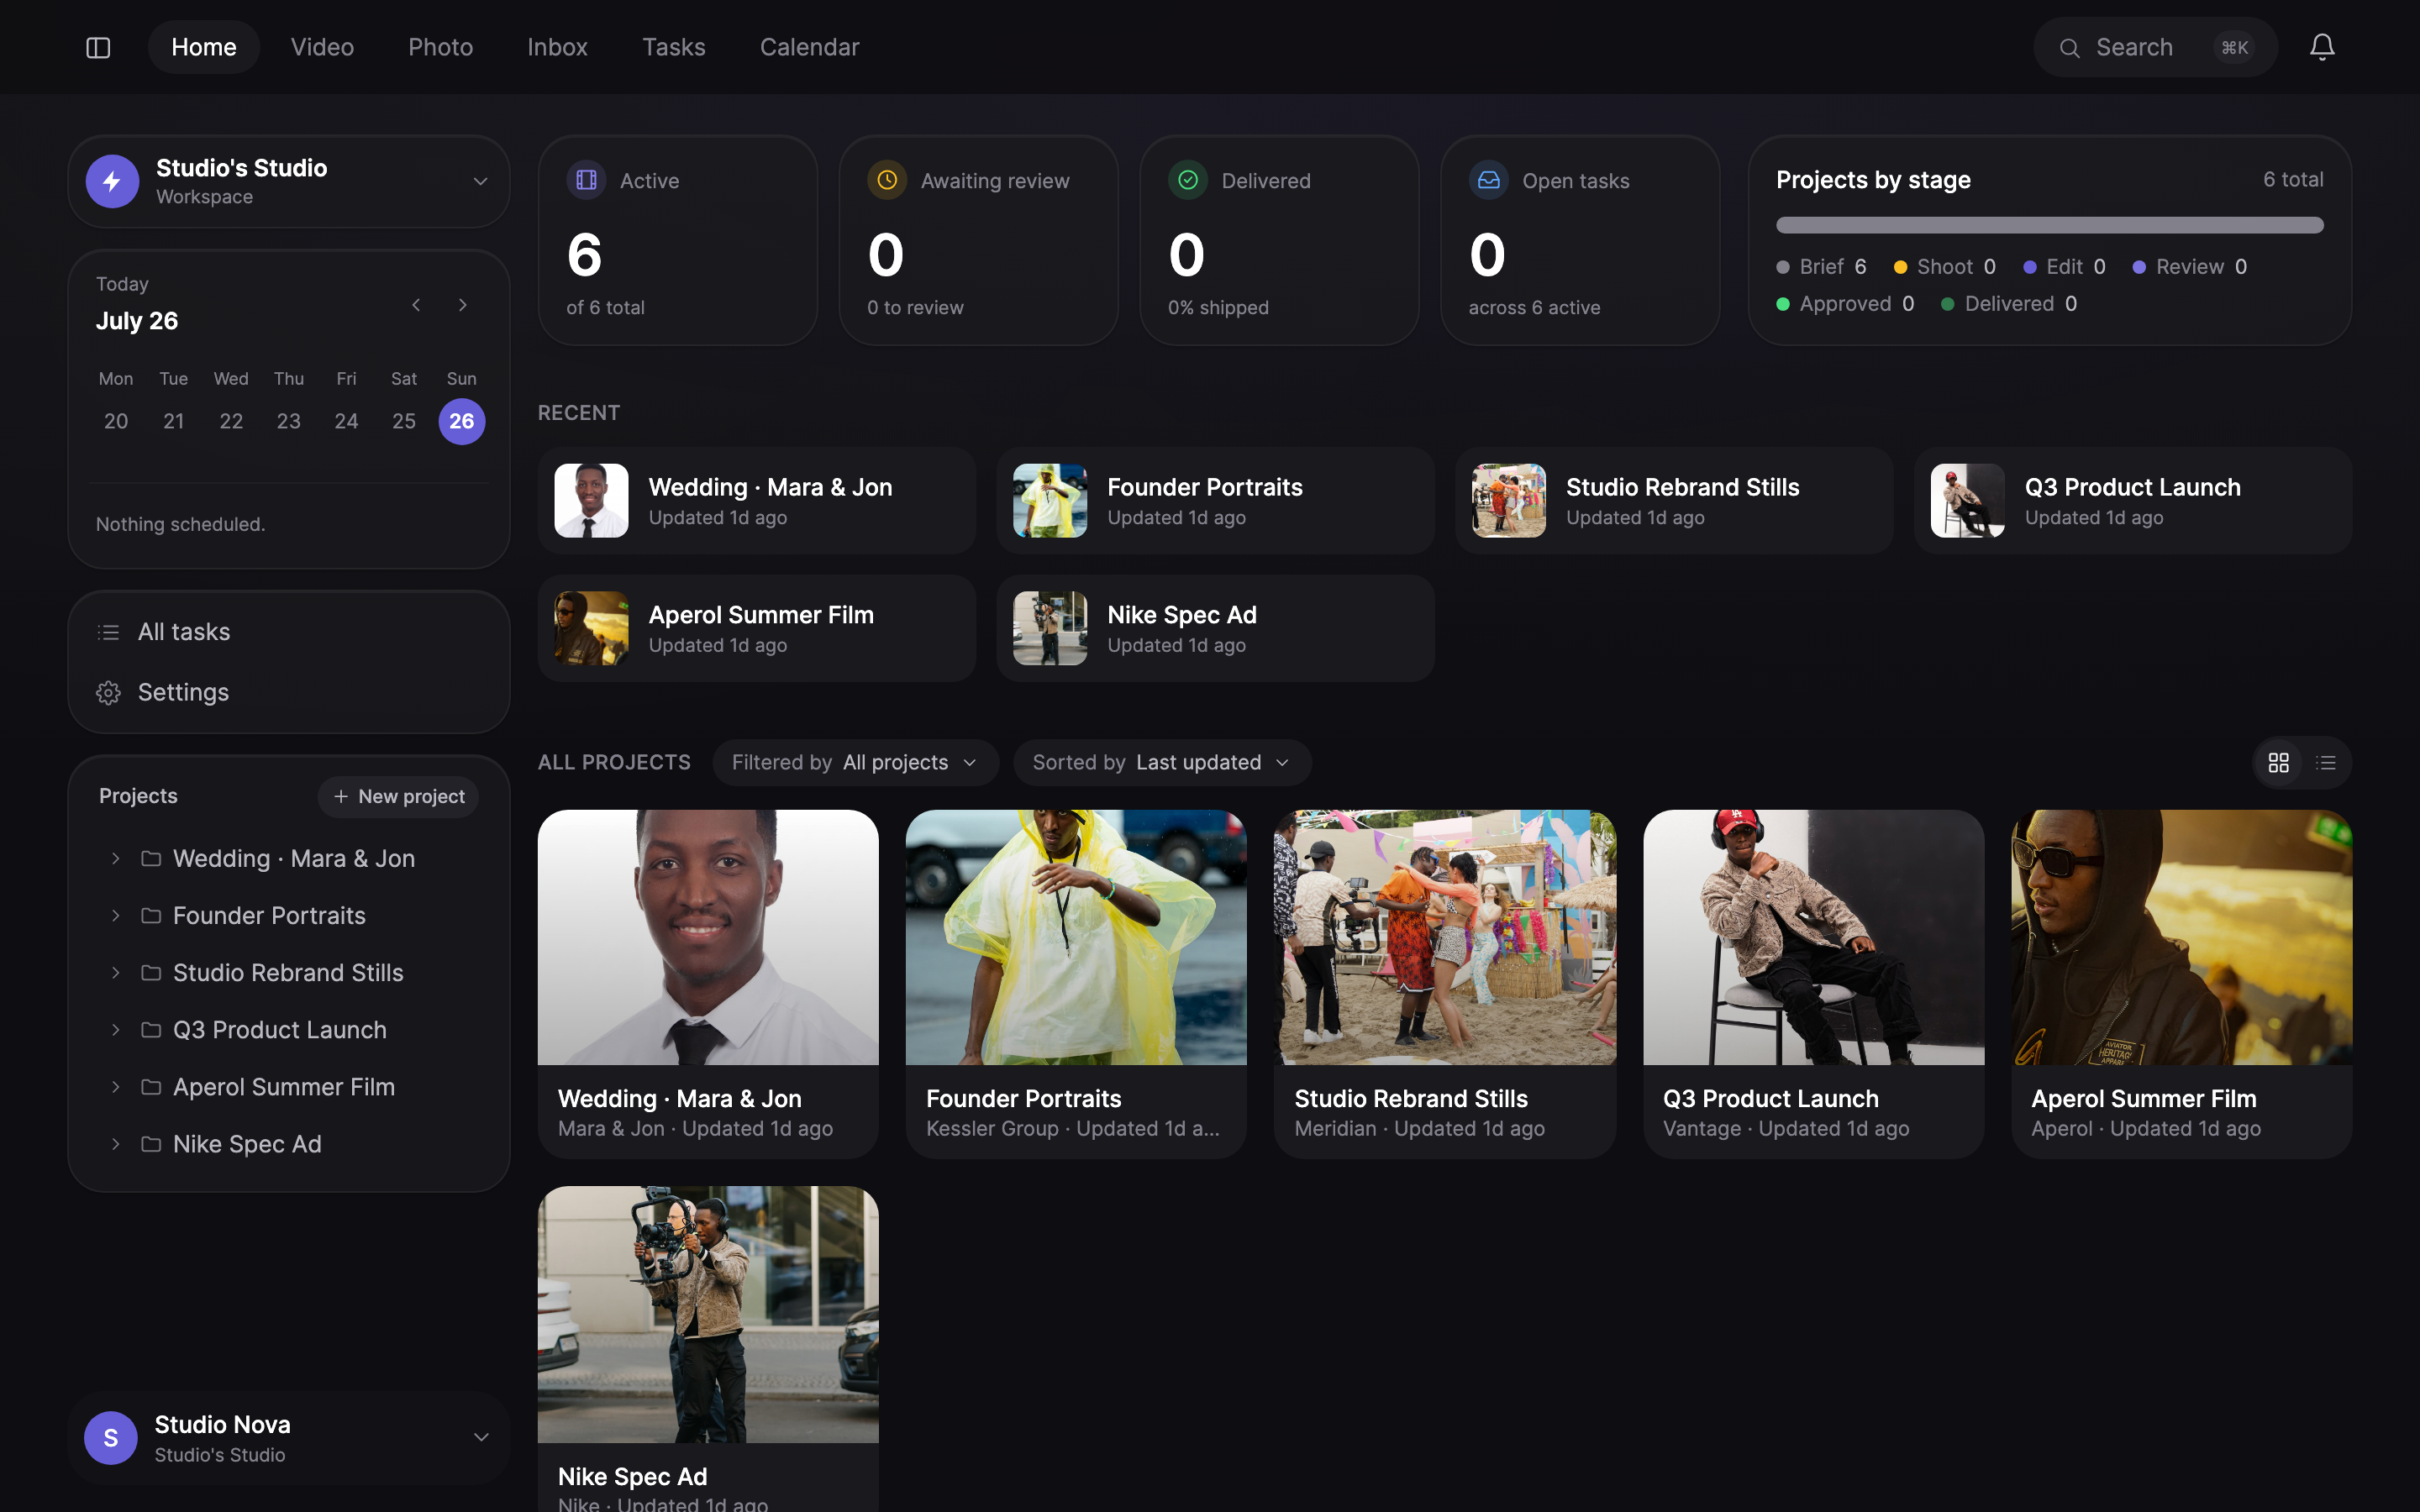 Home Video Photo Inbox Tasks Calendar
Search ⌘K
Studio's Studio
Workspace
Today
July 26
Mon Tue Wed Thu Fri Sat Sun
20 21 22 23 24 25 26
Nothing scheduled.
All tasks
Settings
Projects
New project
Wedding · Mara & Jon
Founder Portraits
Studio Rebrand Stills
Q3 Product Launch
Aperol Summer Film
Nike Spec Ad
S
Studio Nova
Studio's Studio
Active
6
of 6 total
Awaiting review
0
0 to review
Delivered
0
0% shipped
Open tasks
0
across 6 active
Projects by stage
6 total
Brief 6 Shoot 0 Edit 0 Review 0
Approved 0 Delivered 0
RECENT
Wedding · Mara & Jon
Updated 1d ago
Founder Portraits
Updated 1d ago
Studio Rebrand Stills
Updated 1d ago
Q3 Product Launch
Updated 1d ago
Aperol Summer Film
Updated 1d ago
Nike Spec Ad
Updated 1d ago
ALL PROJECTS
Filtered by All projects
Sorted by Last updated
Wedding · Mara & Jon
Mara & Jon · Updated 1d ago
Founder Portraits
Kessler Group · Updated 1d a...
Studio Rebrand Stills
Meridian · Updated 1d ago
Q3 Product Launch
Vantage · Updated 1d ago
AVIATOR
HERITAG
Aperol Summer Film
Aperol · Updated 1d ago
Nike Spec Ad
Nike · Updated 1d ago